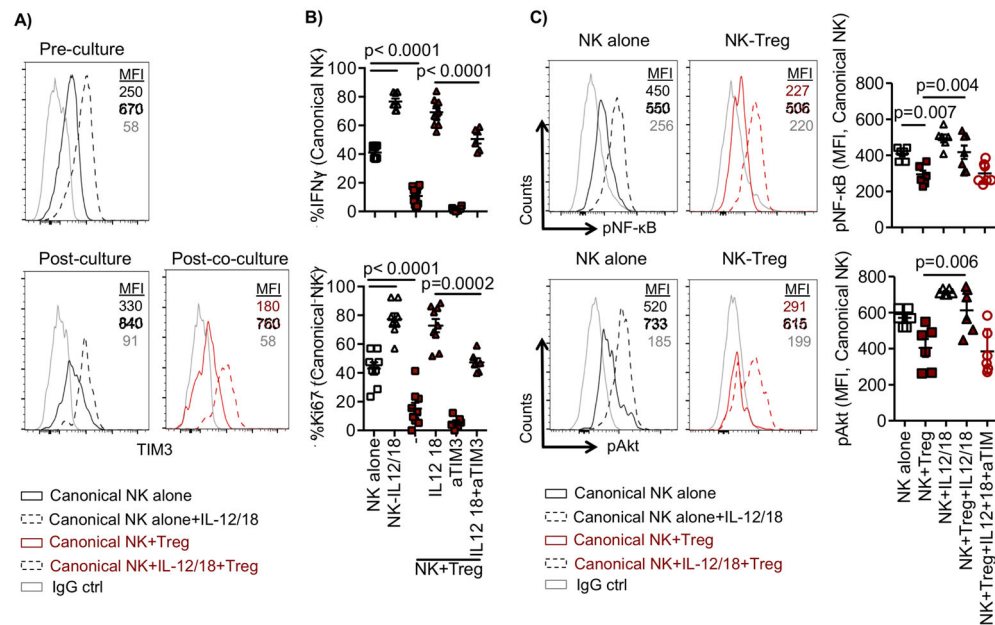 A)
Pre-culture
MFI
250
670
58
Post-culture
MFI
330
840
91
Post-co-culture
MFI
180
760
58
TIM3
Canonical NK alone
Canonical NK alone+IL-12/18
Canonical NK+Treg
Canonical NK+IL-12/18+Treg
IgG ctrl
B)
p< 0.0001
p< 0.0001
%IFNγ (Canonical NK)
100
80
60
40
20
0
p< 0.0001
p=0.0002
%Ki67 (Canonical NK)
100
80
60
40
20
0
NK alone
NK-IL12/18
IL12 18
aTIM3
IL12 18+aTIM3
NK+Treg
C)
NK alone
MFI
450
550
256
NK-Treg
MFI
227
506
220
Counts
pNF-κB
NK alone
MFI
520
733
185
NK-Treg
MFI
291
615
199
Counts
pAkt
Canonical NK alone
Canonical NK alone+IL-12/18
Canonical NK+Treg
Canonical NK+IL-12/18+Treg
IgG ctrl
pNF-κB (MFI, Canonical NK)
800
600
400
200
0
p=0.004
p=0.007
pAkt (MFI, Canonical NK)
800
600
400
200
0
p=0.006
NK alone
NK+Treg
NK+IL12/18
NK+Treg+IL12/18
NK+Treg+IL12+18+aTIM